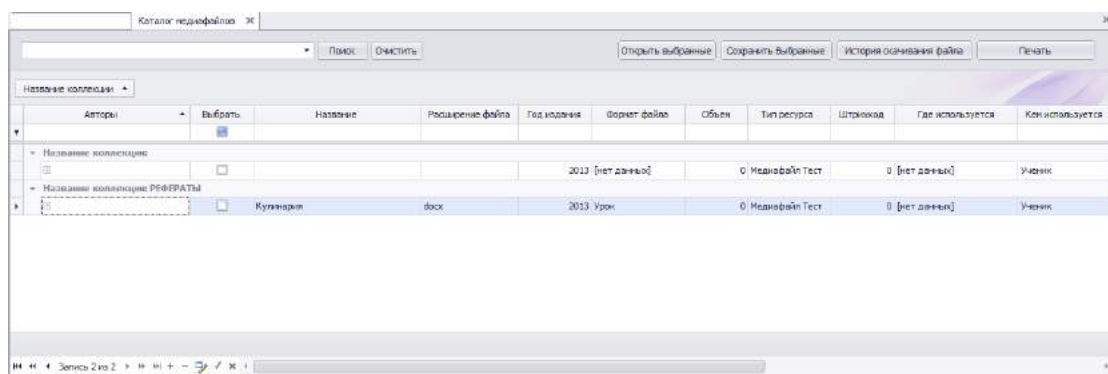 Каталог медиафайлов
Поиск Очистить Открыть выбранные Сохранить Выбранные История скачивания файла Печать
Название коллекции
Авторы Выбрать Название Расширение файла Год издания Формат файла Объем Тип ресурса Штрихкод Где используется Кем используется
Название коллекции:
2013 [нет данных] 0 Медиафайл Тест 0 [нет данных] Ученик
Название коллекции: РЕФЕРАТЫ
Кулинария docx 2013 Урок 0 Медиафайл Тест 0 [нет данных] Ученик
Запись 2 из 2